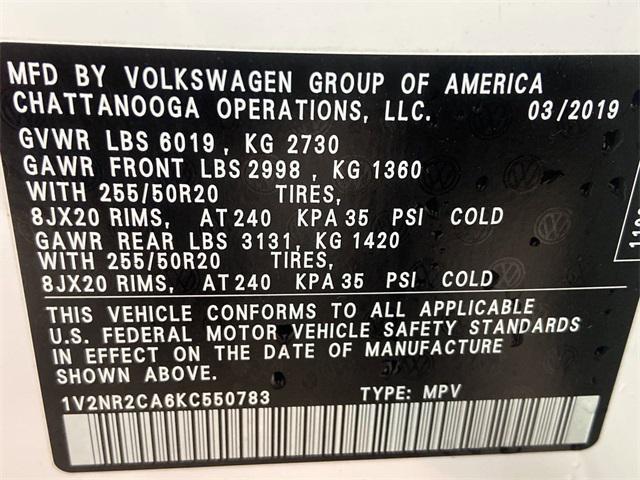 MFD BY VOLKSWAGEN GROUP OF AMERICA
CHATTANOOGA OPERATIONS, LLC. 03/2019
GVWR LBS 6019, KG 2730
GAWR FRONT LBS 2998, KG 1360
WITH 255/50R20 TIRES,
8JX20 RIMS, AT 240 KPA 35 PSI COLD
GAWR REAR LBS 3131, KG 1420
WITH 255/50R20 TIRES,
8JX20 RIMS, AT 240 KPA 35 PSI COLD
THIS VEHICLE CONFORMS TO ALL APPLICABLE
U.S. FEDERAL MOTOR VEHICLE SAFETY STANDARDS
IN EFFECT ON THE DATE OF MANUFACTURE
SHOWN ABOVE.
1V2NR2CA6KC550783 TYPE: MPV